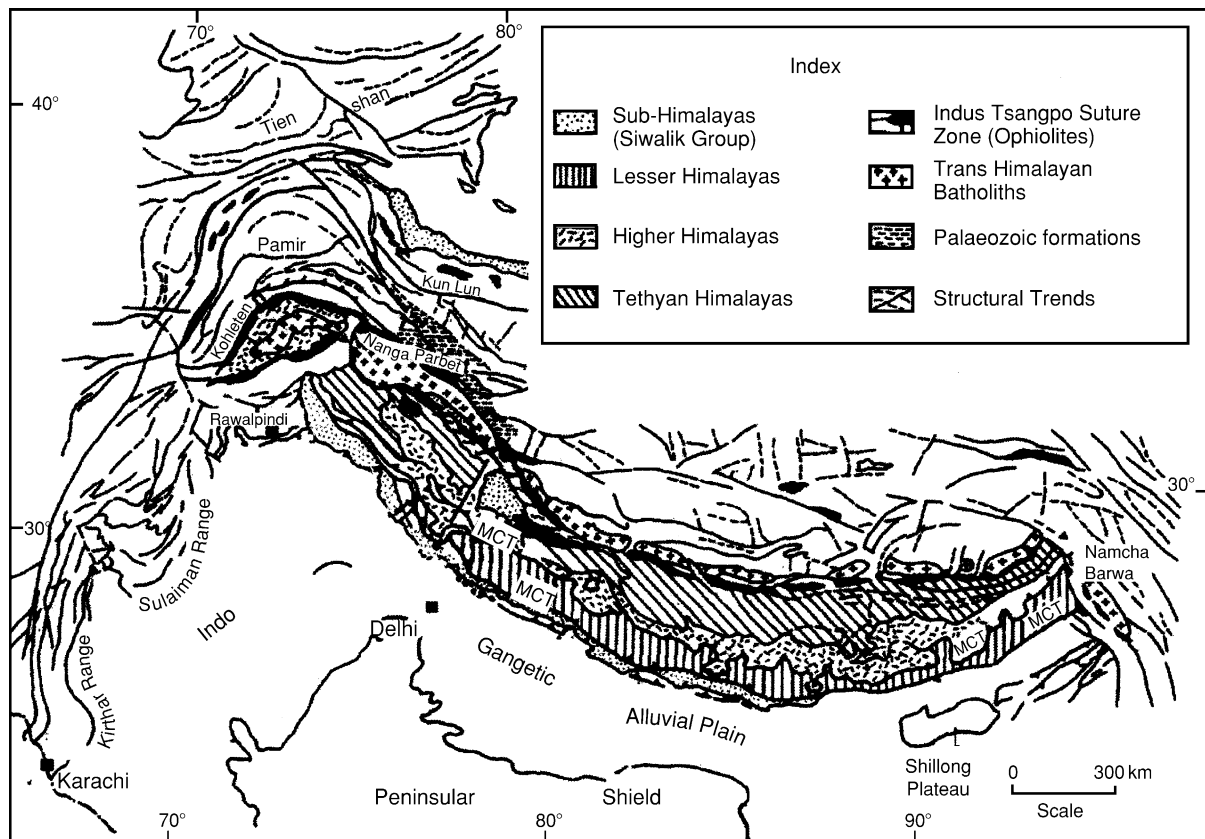 70°
80°
40°
Tien
shan
Index
Sub-Himalayas
(Siwalik Group)
Lesser Himalayas
Higher Himalayas
Tethyan Himalayas
Indus Tsangpo Suture
Zone (Ophiolites)
Trans Himalayan
Batholiths
Palaeozoic formations
Structural Trends
Pamir
Kun Lun
Kohleten
Nanga Parbet
Rawalpindi
30°
30°
Sulaiman Range
MCT
MCT
Namcha
Barwa
Indo
Delhi
Gangetic
MCT
MCT
Kirthar Range
Alluvial Plain
Karachi
Shillong
Plateau
0 300 km
Scale
Peninsular Shield
70°
80°
90°